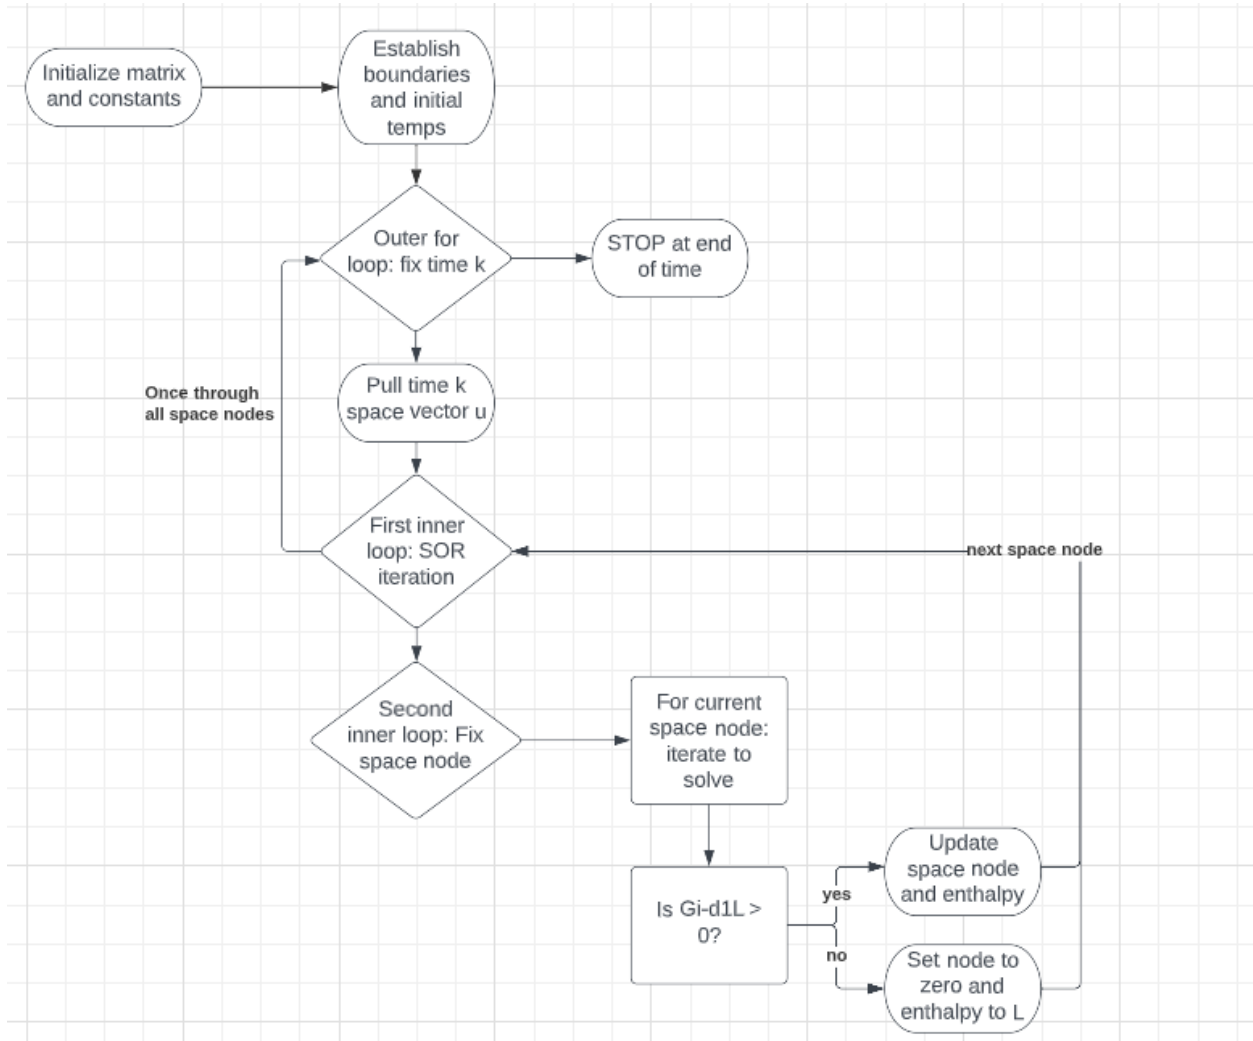 Initialize matrix
and constants
Establish
boundaries
and initial
temps
Outer for
loop: fix time k
STOP at end
of time
Once through
all space nodes
Pull time k
space vector u
First inner
loop: SOR
iteration
next space node
Second
inner loop: Fix
space node
For current
space node:
iterate to
solve
Is Gi-d1L >
0?
yes
no
Update
space node
and enthalpy
Set node to
zero and
enthalpy to L